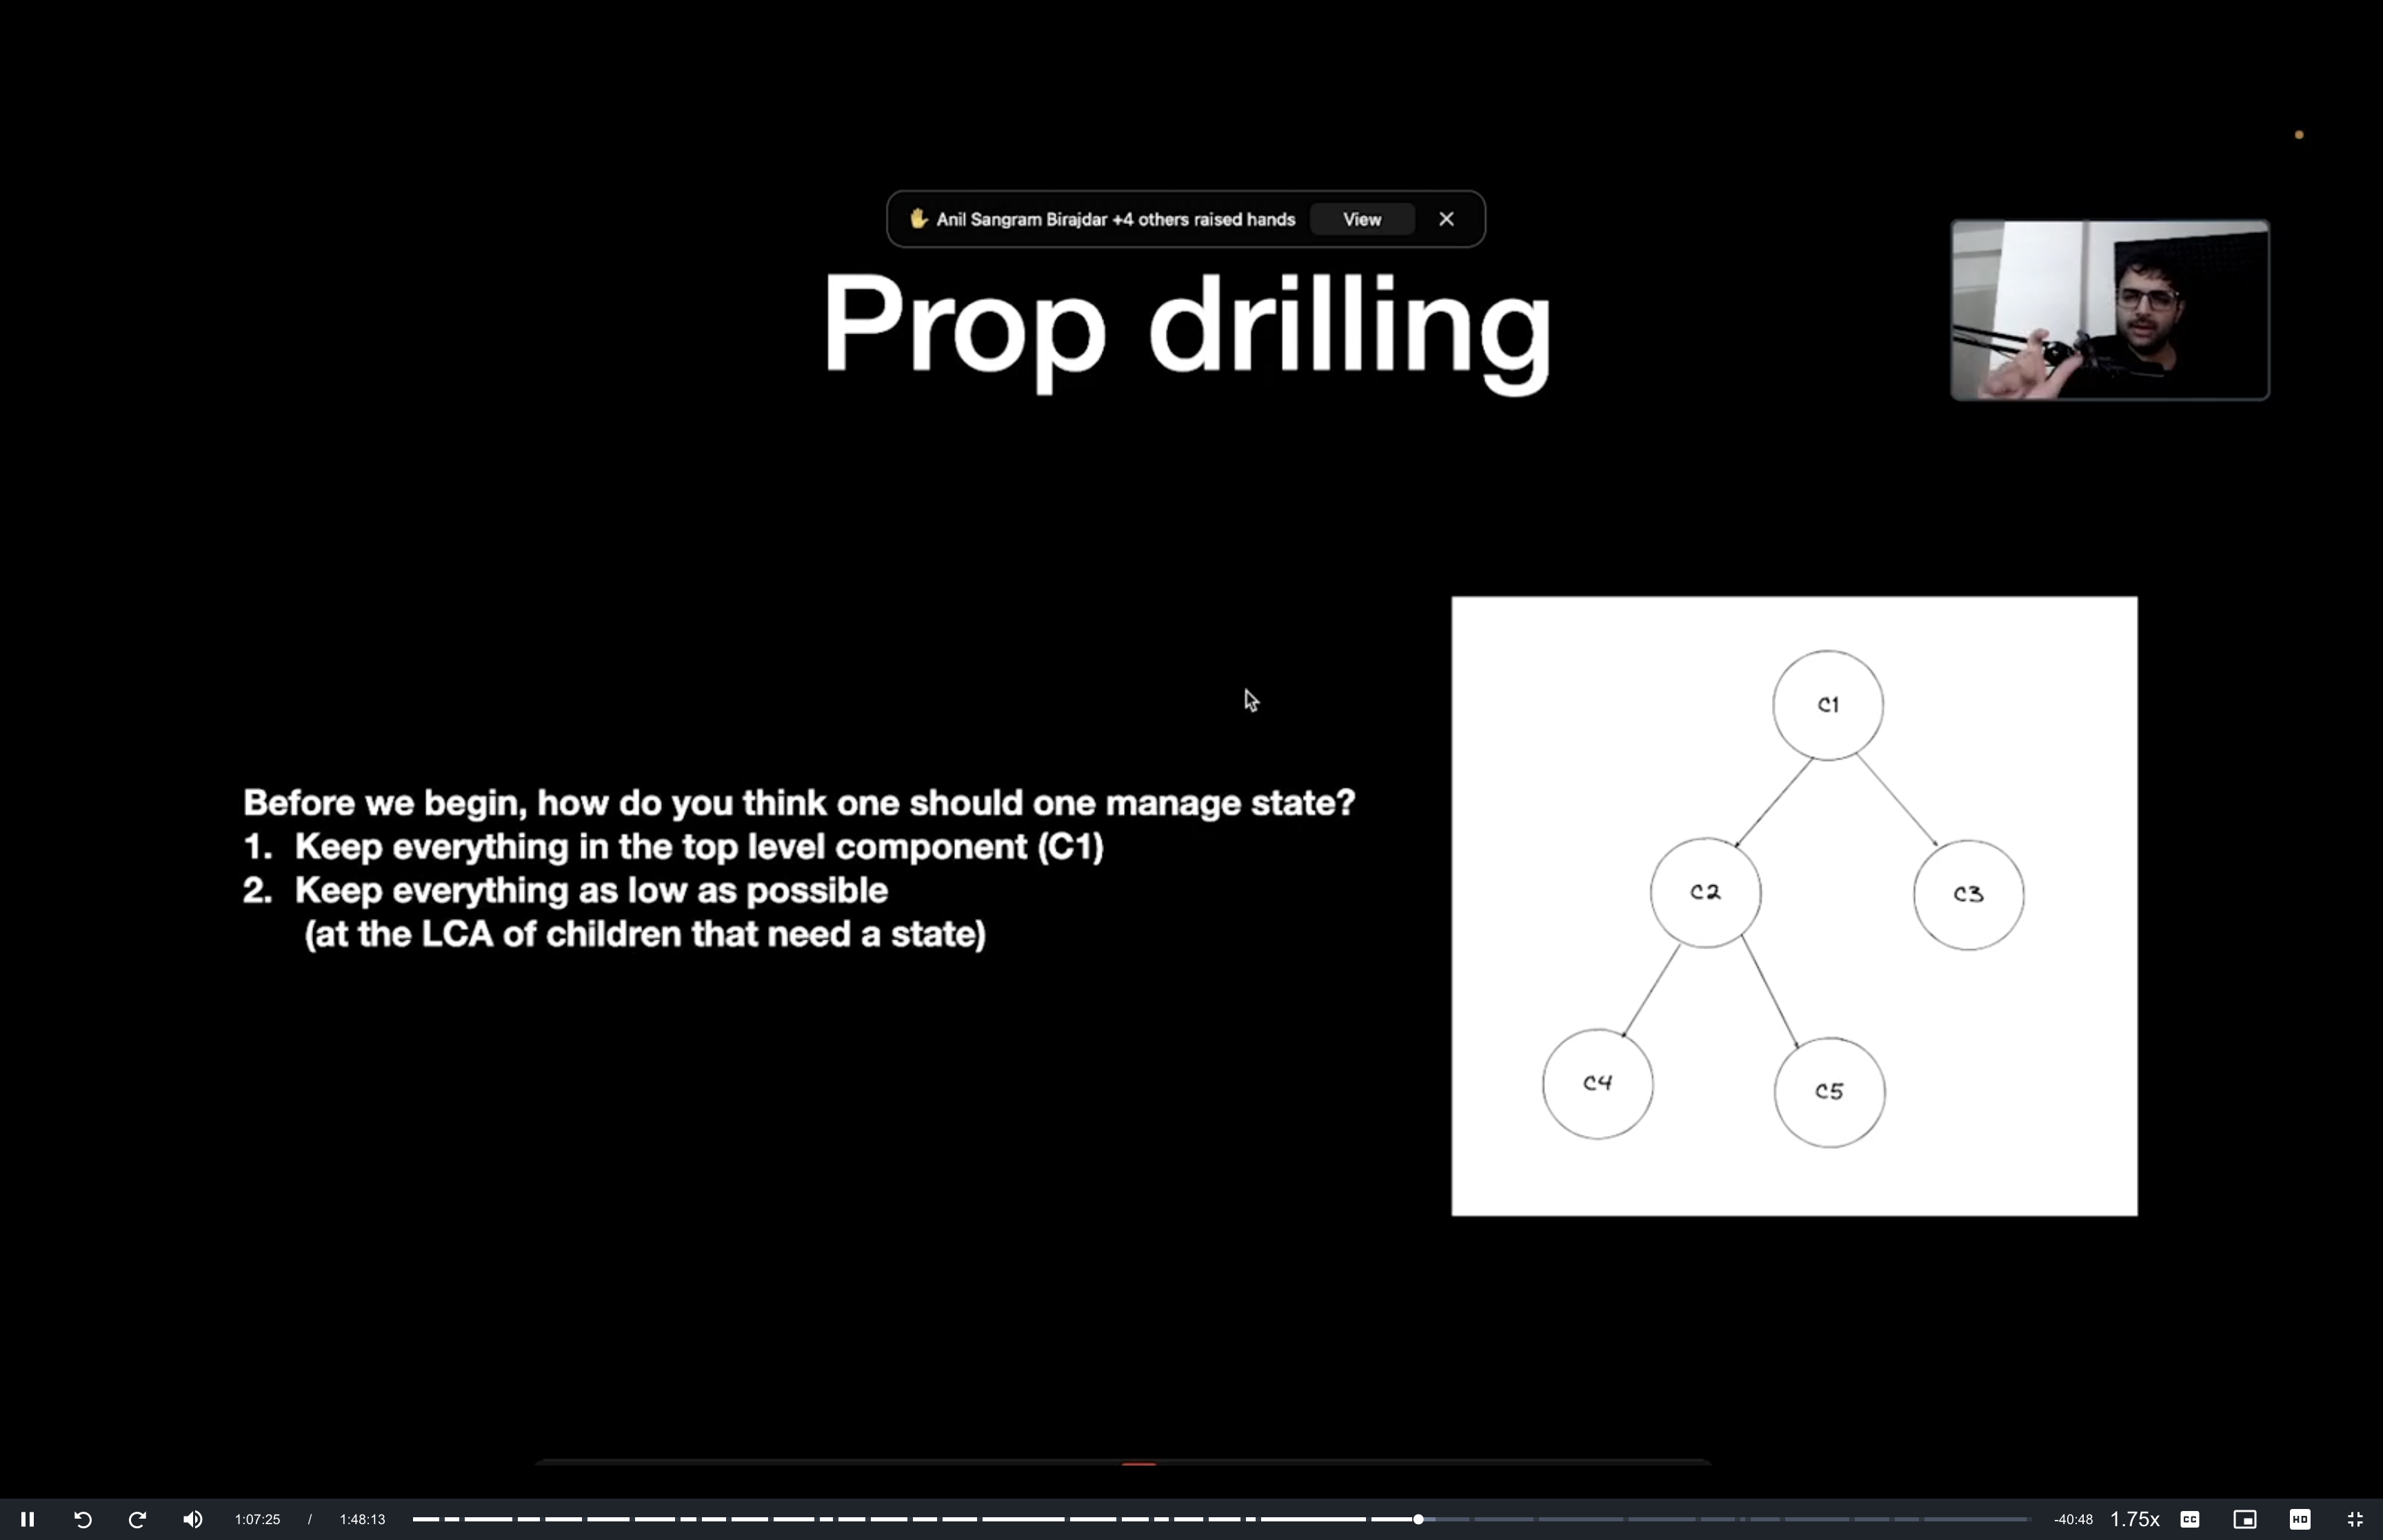 ✋ Anil Sangram Birajdar +4 others raised hands View
Prop drilling
Before we begin, how do you think one should one manage state?
1. Keep everything in the top level component (C1)
2. Keep everything as low as possible
(at the LCA of children that need a state)
C1
C2
C3
C4
C5
1:07:25 / 1:48:13
-40:48 1.75x CC HD